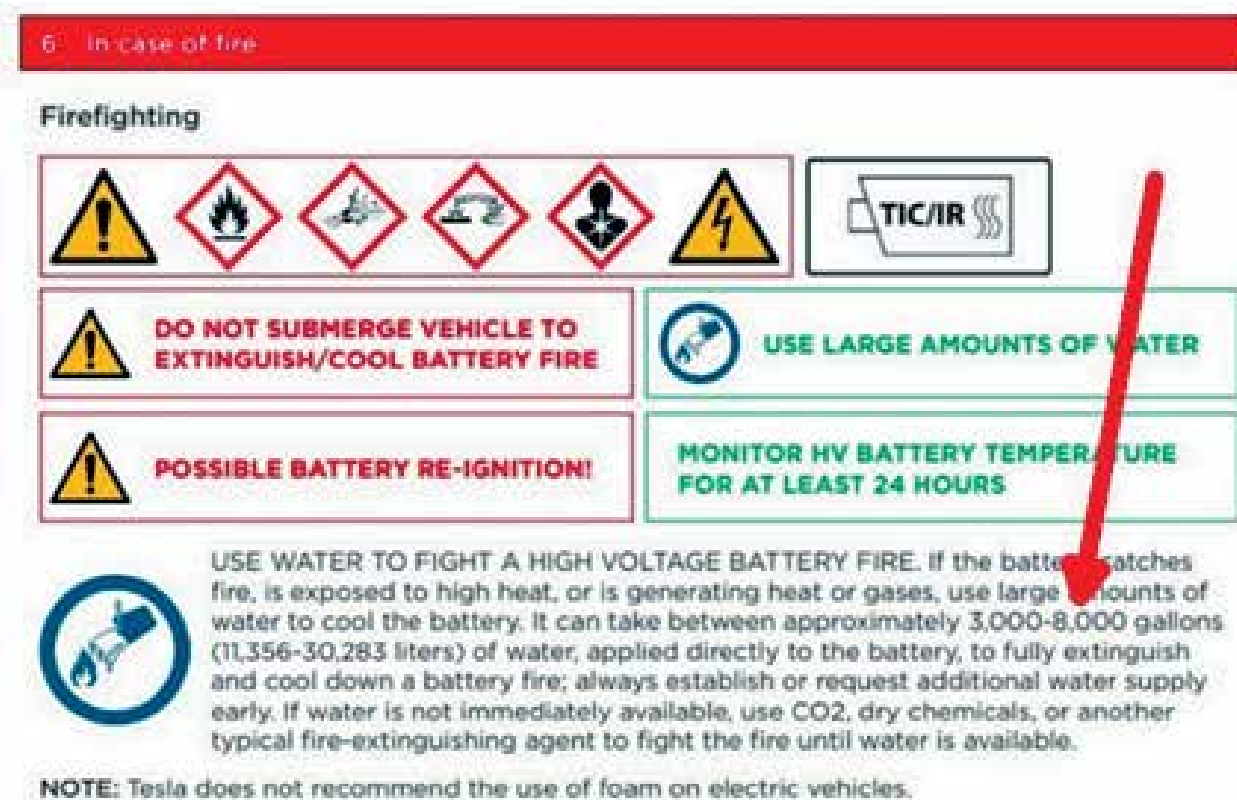 6 In case of fire
Firefighting
TIC/IR
DO NOT SUBMERGE VEHICLE TO
EXTINGUISH/COOL BATTERY FIRE
USE LARGE AMOUNTS OF WATER
POSSIBLE BATTERY RE-IGNITION!
MONITOR HV BATTERY TEMPERATURE
FOR AT LEAST 24 HOURS
USE WATER TO FIGHT A HIGH VOLTAGE BATTERY FIRE. If the battery catches
fire, is exposed to high heat, or is generating heat or gases, use large amounts of
water to cool the battery. It can take between approximately 3,000-8,000 gallons
(11,356-30,283 liters) of water, applied directly to the battery, to fully extinguish
and cool down a battery fire; always establish or request additional water supply
early. If water is not immediately available, use CO2, dry chemicals, or another
typical fire-extinguishing agent to fight the fire until water is available.
NOTE: Tesla does not recommend the use of foam on electric vehicles.